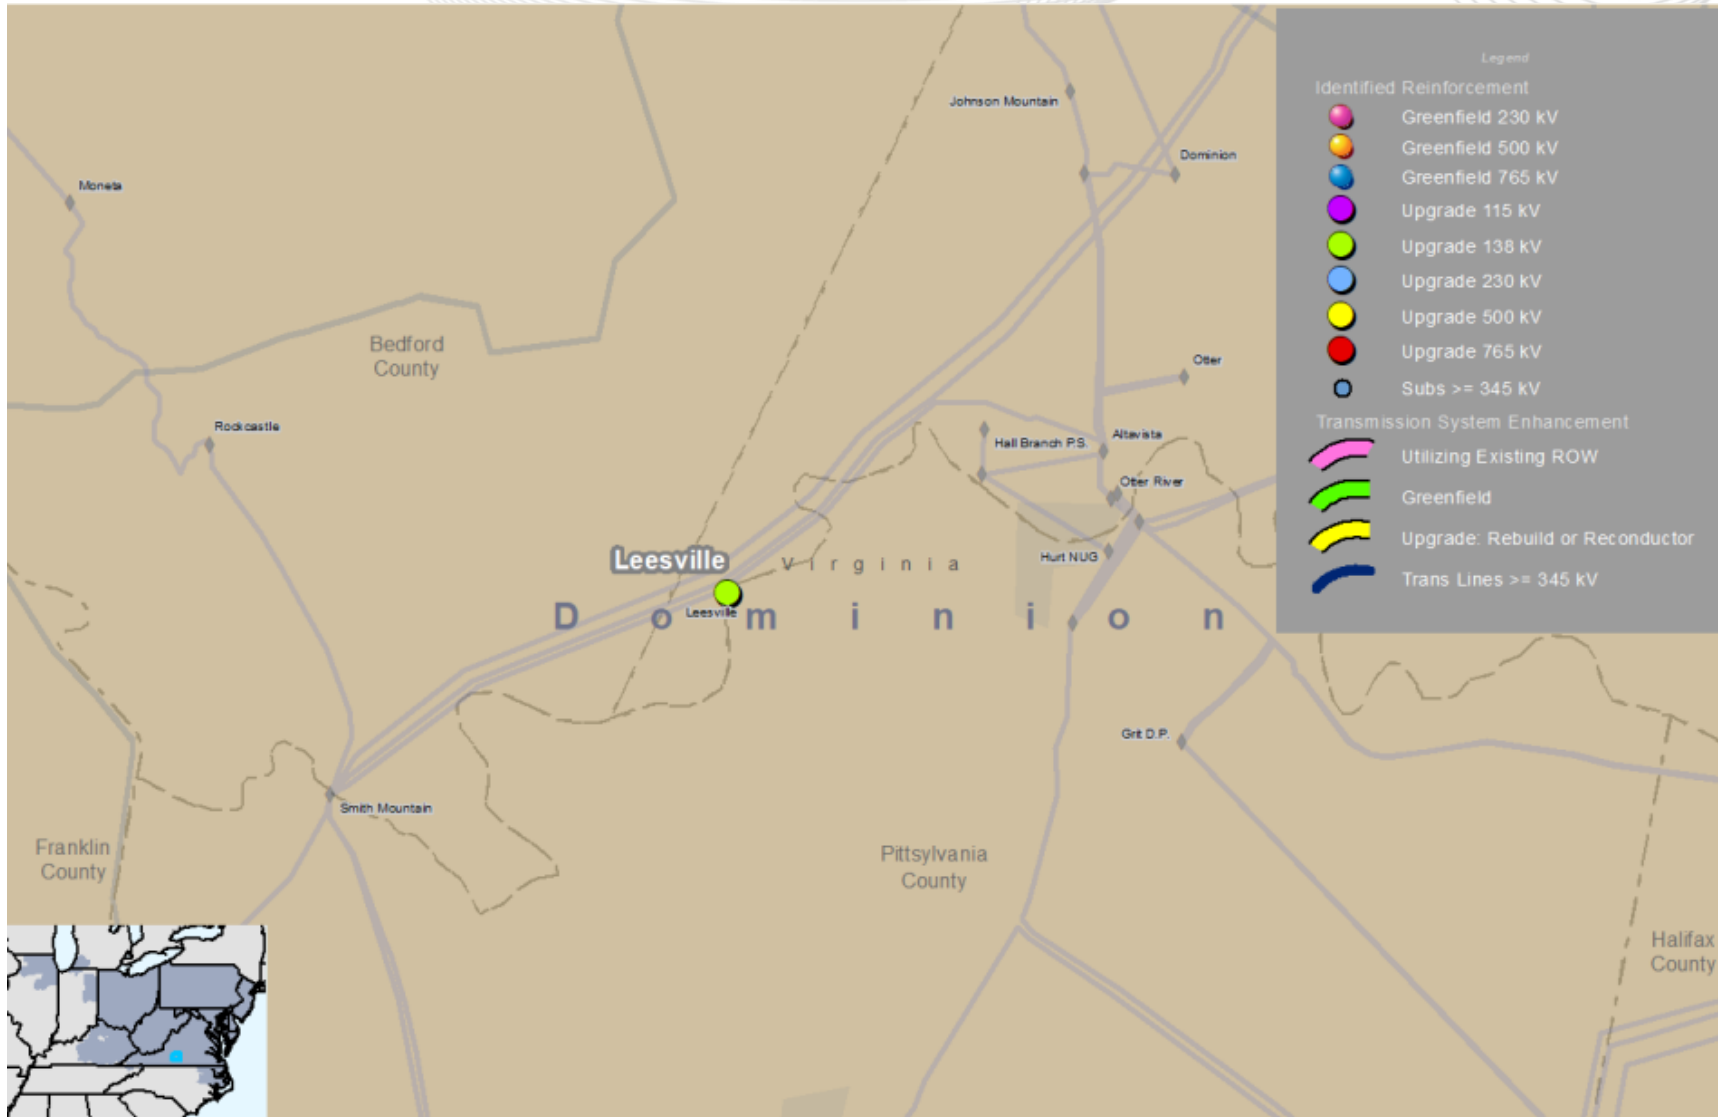 Legend
Identified Reinforcement
Greenfield 230 kV
Greenfield 500 kV
Greenfield 765 kV
Upgrade 115 kV
Upgrade 138 kV
Upgrade 230 kV
Upgrade 500 kV
Upgrade 765 kV
Subs >= 345 kV
Transmission System Enhancement
Utilizing Existing ROW
Greenfield
Upgrade: Rebuild or Reconductor
Trans Lines >= 345 kV
Johnson Mountain
Dominion
Moneta
Bedford
County
Otter
Rockcastle
Altavista
Hall Branch P.S.
Otter River
Hurt NUG
Leesville
Virginia
Leesville
Dominion
Grit D.P.
Smith Mountain
Franklin
County
Pittsylvania
County
Halifax
County